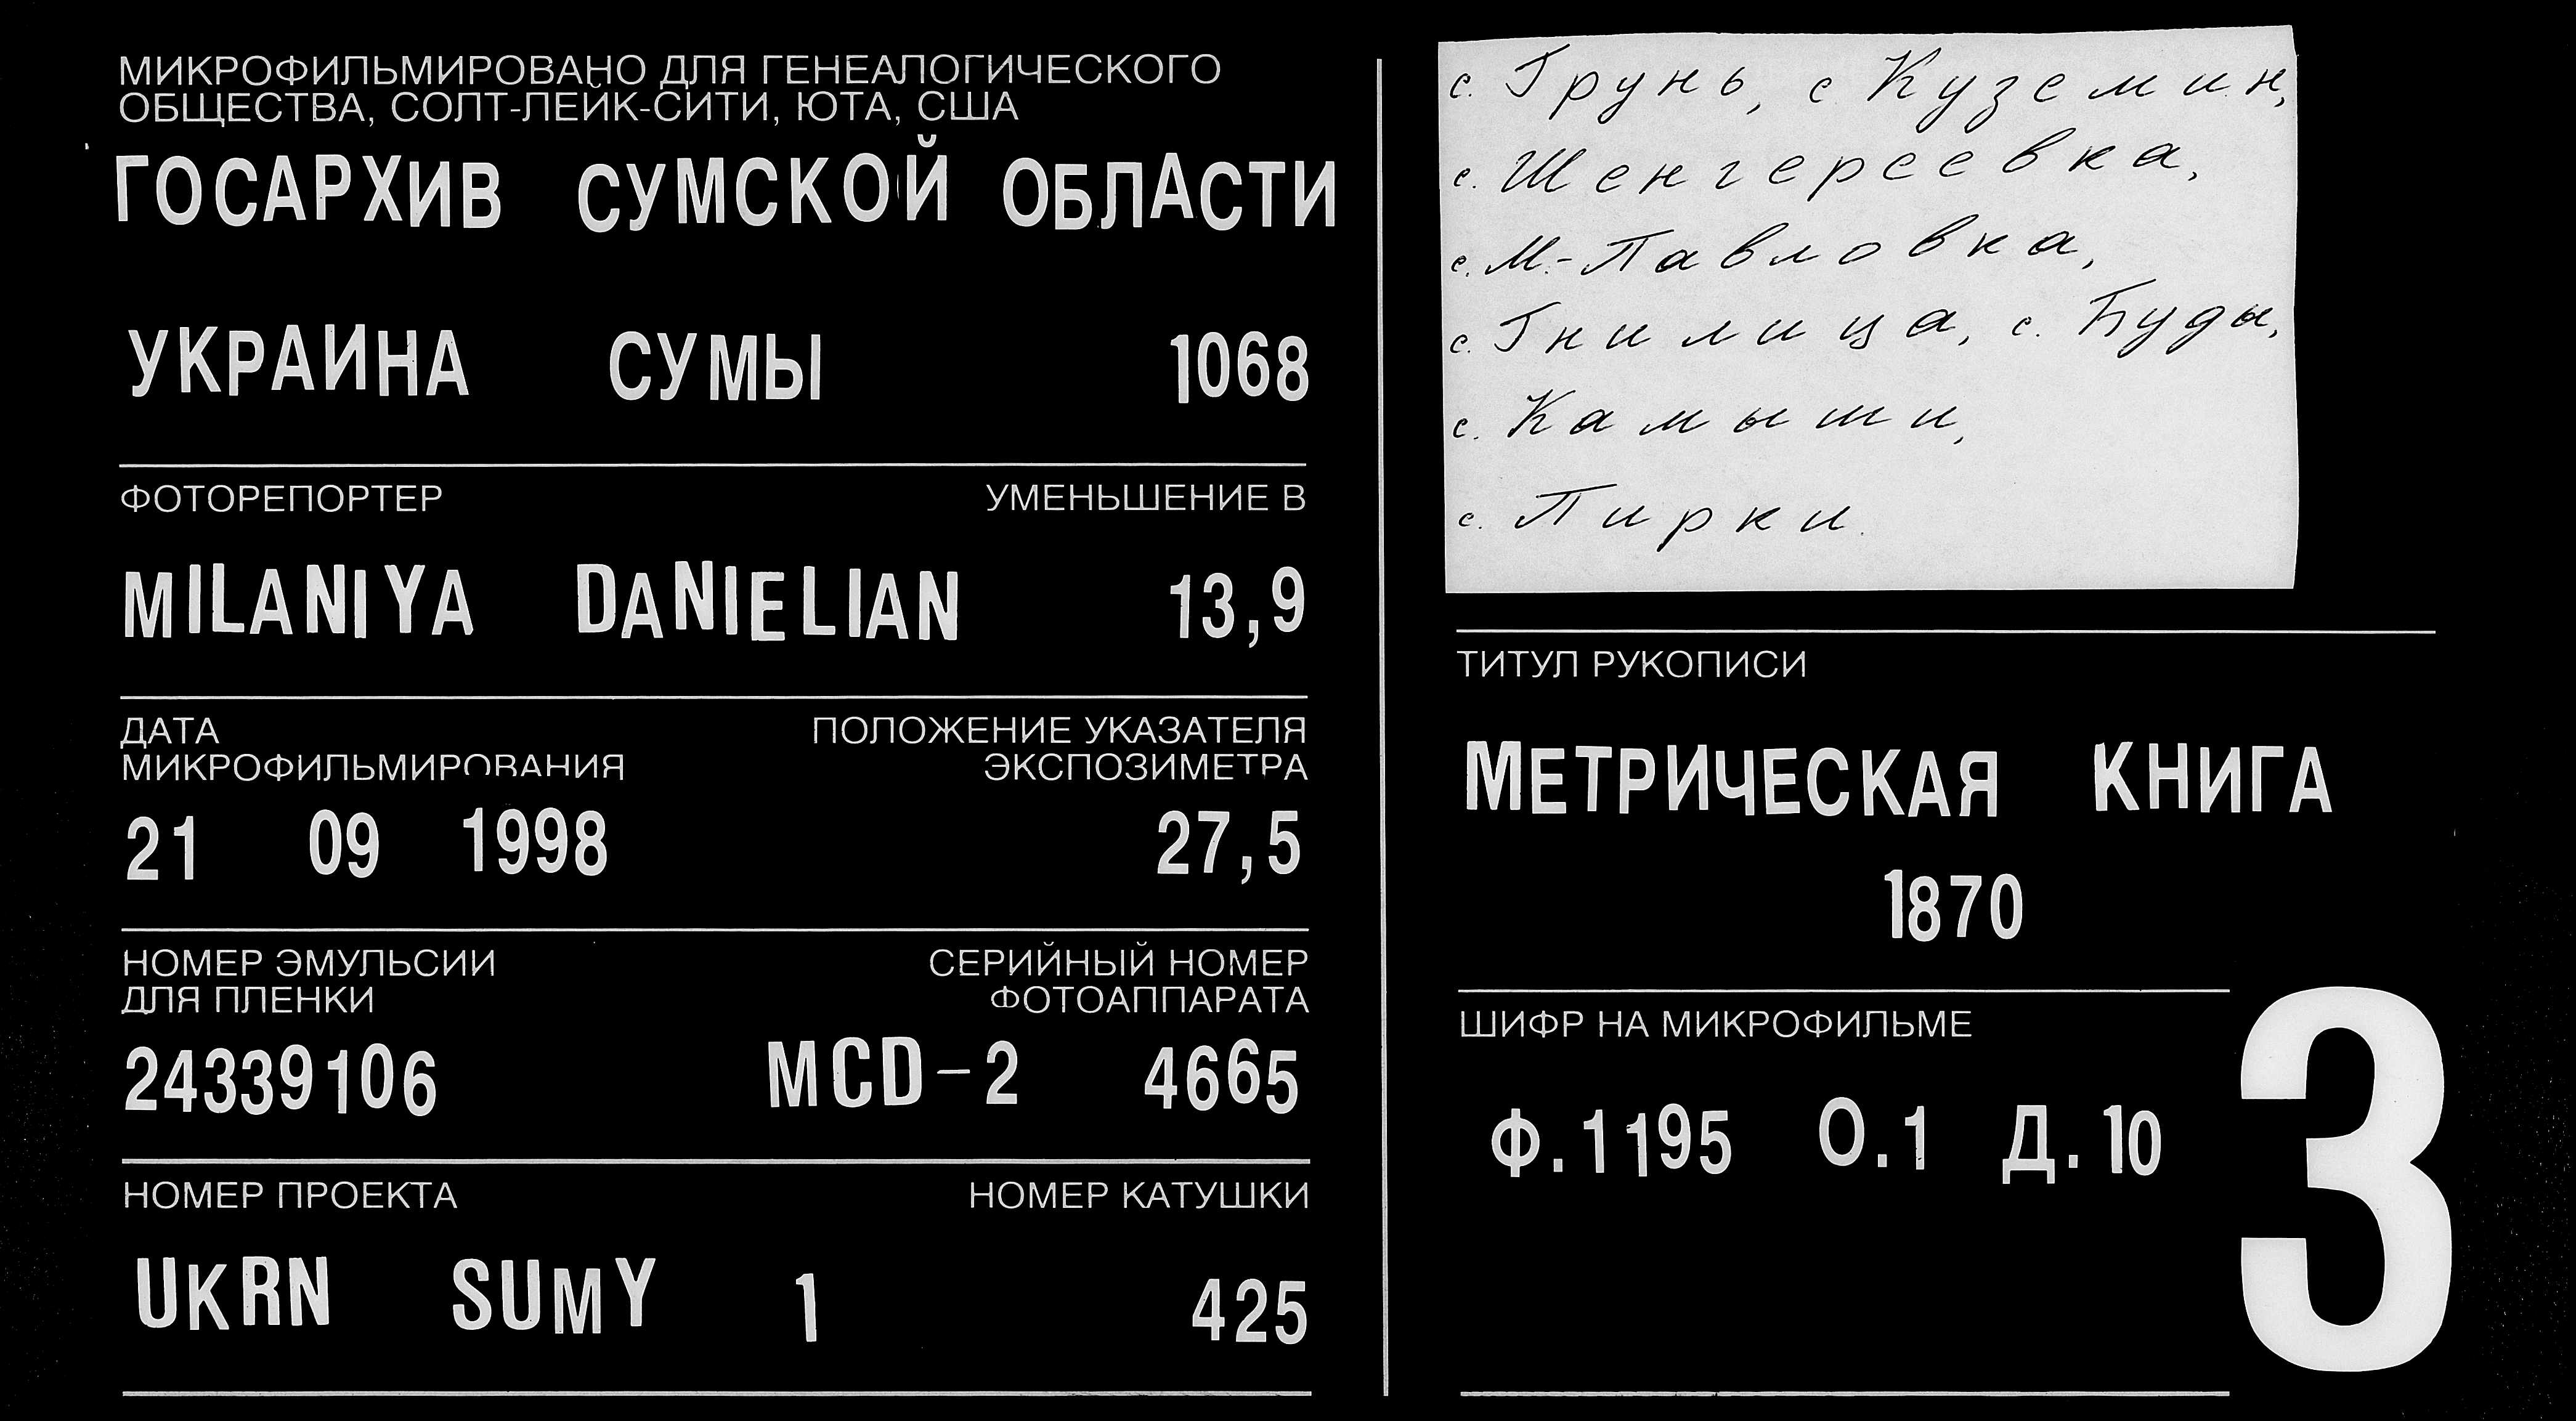 МИКРОФИЛЬМИРОВАНО ДЛЯ ГЕНЕАЛОГИЧЕСКОГО
ОБЩЕСТВА, СОЛТ-ЛЕЙК-СИТИ, ЮТА, США
ГОСАРХИВ СУМСКОЙ ОБЛАСТИ
УКРАИНА СУМЫ 1068
ФОТОРЕПОРТЕР УМЕНЬШЕНИЕ В
MILANIYA DANIELIAN 13,9
ДАТА ПОЛОЖЕНИЕ УКАЗАТЕЛЯ
МИКРОФИЛЬМИРОВАНИЯ ЭКСПОЗИМЕТРА
21 09 1998 27,5
НОМЕР ЭМУЛЬСИИ СЕРИЙНЫЙ НОМЕР
ДЛЯ ПЛЕНКИ ФОТОАППАРАТА
24339106 MCD-2 4665
НОМЕР ПРОЕКТА НОМЕР КАТУШКИ
UKRN SUMY 1 425
с. Грунь, с Куземин,
с. Шенгереевка,
с. М.-Павловка,
с. Гнилица, с. Буды,
с. Камыши,
с. Пирки.
ТИТУЛ РУКОПИСИ
МЕТРИЧЕСКАЯ КНИГА
1870
ШИФР НА МИКРОФИЛЬМЕ
Ф.1195 О.1 Д.10
3